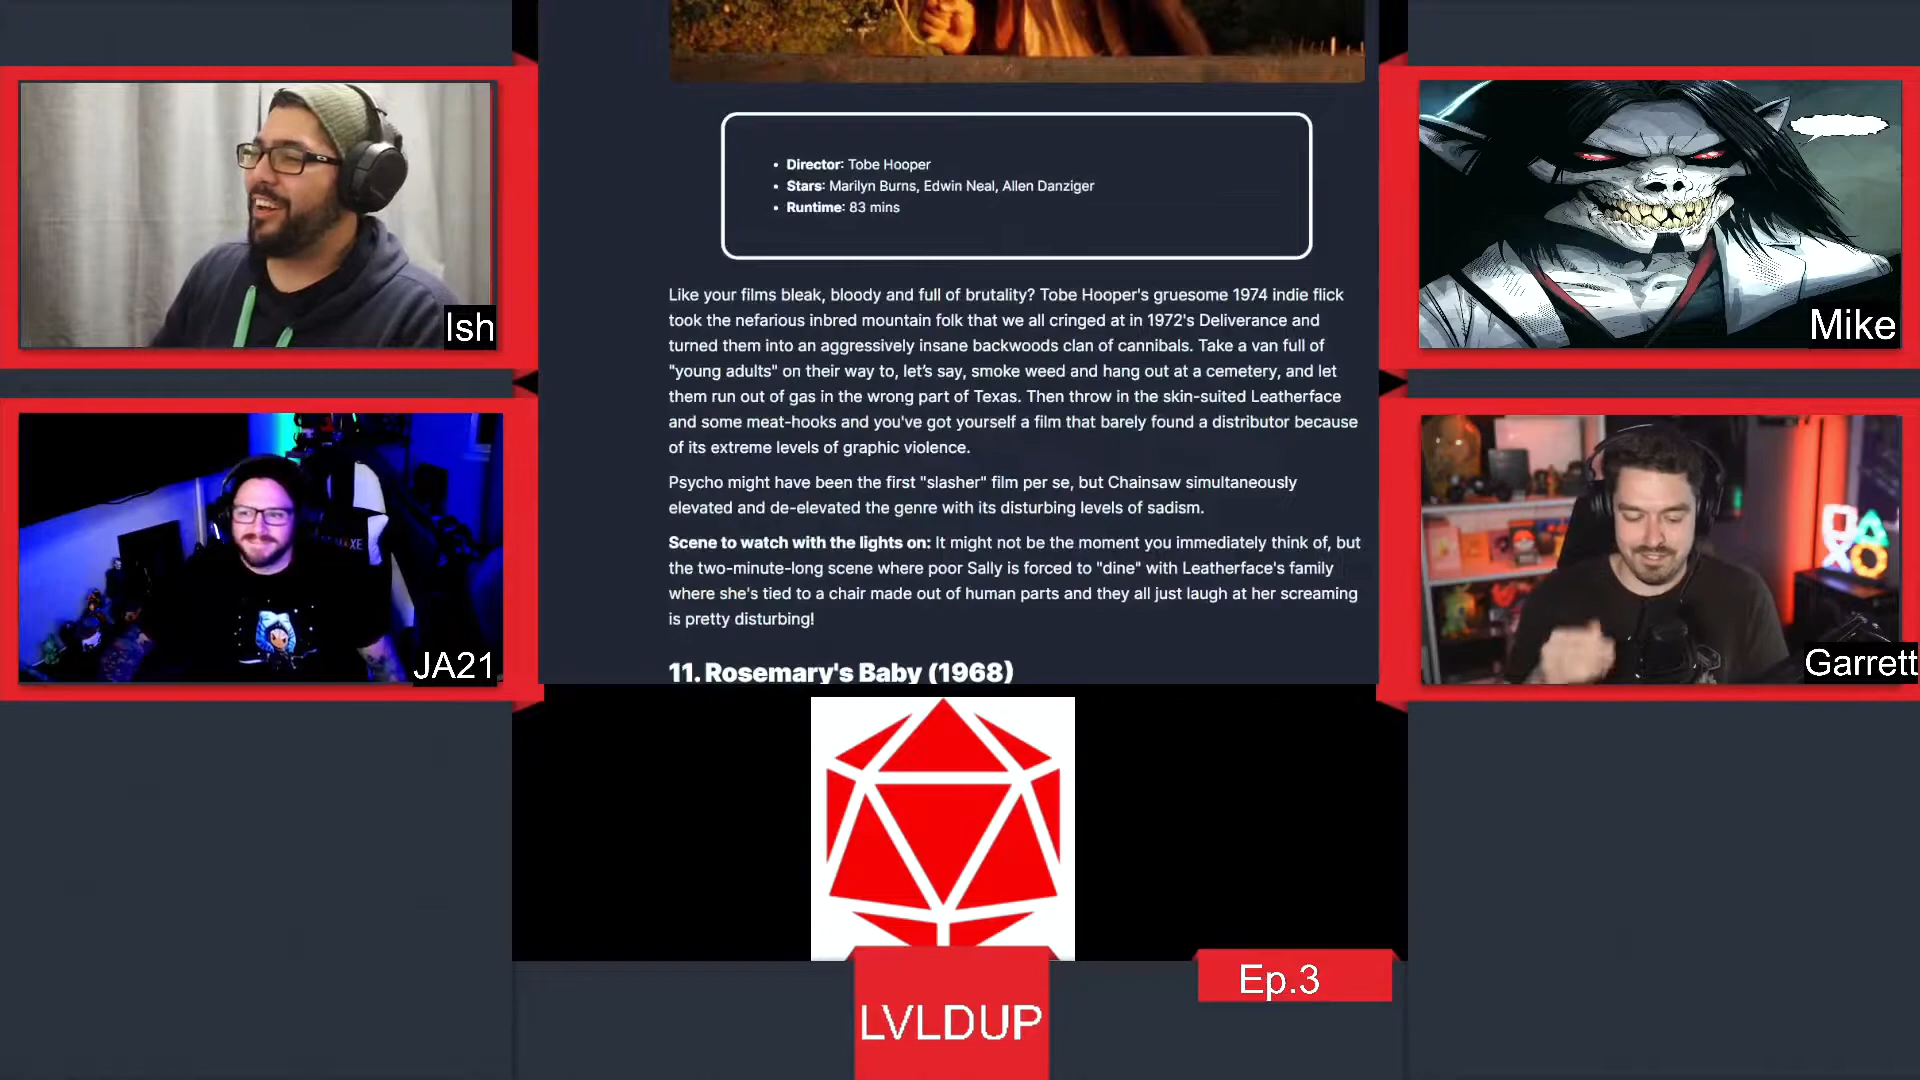 Director: Tobe Hooper
Stars: Marilyn Burns, Edwin Neal, Allen Danziger
Runtime: 83 mins
Like your films bleak, bloody and full of brutality? Tobe Hooper's gruesome 1974 indie flick
took the nefarious inbred mountain folk that we all cringed at in 1972's Deliverance and
turned them into an aggressively insane backwoods clan of cannibals. Take a van full of
"young adults" on their way to, let's say, smoke weed and hang out at a cemetery, and let
them run out of gas in the wrong part of Texas. Then throw in the skin-suited Leatherface
and some meat-hooks and you've got yourself a film that barely found a distributor because
of its extreme levels of graphic violence.
Psycho might have been the first "slasher" film per se, but Chainsaw simultaneously
elevated and de-elevated the genre with its disturbing levels of sadism.
Scene to watch with the lights on: It might not be the moment you immediately think of, but
the two-minute-long scene where poor Sally is forced to "dine" with Leatherface's family
where she's tied to a chair made out of human parts and they all just laugh at her screaming
is pretty disturbing!
11. Rosemary's Baby (1968)
Ish
JA21
Mike
Garrett
Ep.3
LVLDUP